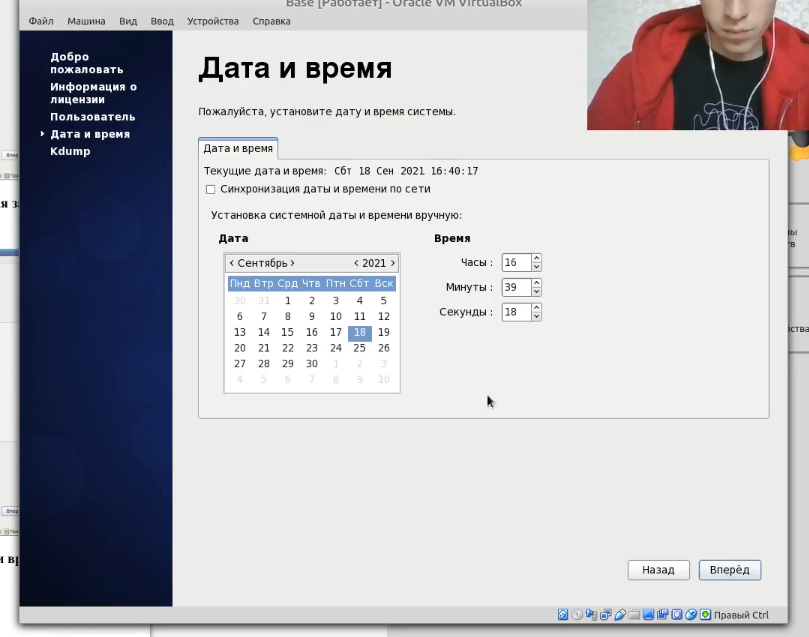 Base [Работает] - Oracle VM VirtualBox
Файл Машина Вид Ввод Устройства Справка
Добро пожаловать
Информация о лицензии
Пользователь
Дата и время
Kdump
Дата и время
Пожалуйста, установите дату и время системы.
Дата и время
Текущие дата и время: Сбт 18 Сен 2021 16:40:17
Синхронизация даты и времени по сети
Установка системной даты и времени вручную:
Дата
< Сентябрь > < 2021 >
Пнд Втр Срд Чтв Птн Сбт Вск
30 31 1 2 3 4 5
6 7 8 9 10 11 12
13 14 15 16 17 18 19
20 21 22 23 24 25 26
27 28 29 30 1 2 3
4 5 6 7 8 9 10
Время
Часы : 16
Минуты : 39
Секунды : 18
Назад Вперёд
Правый Ctrl